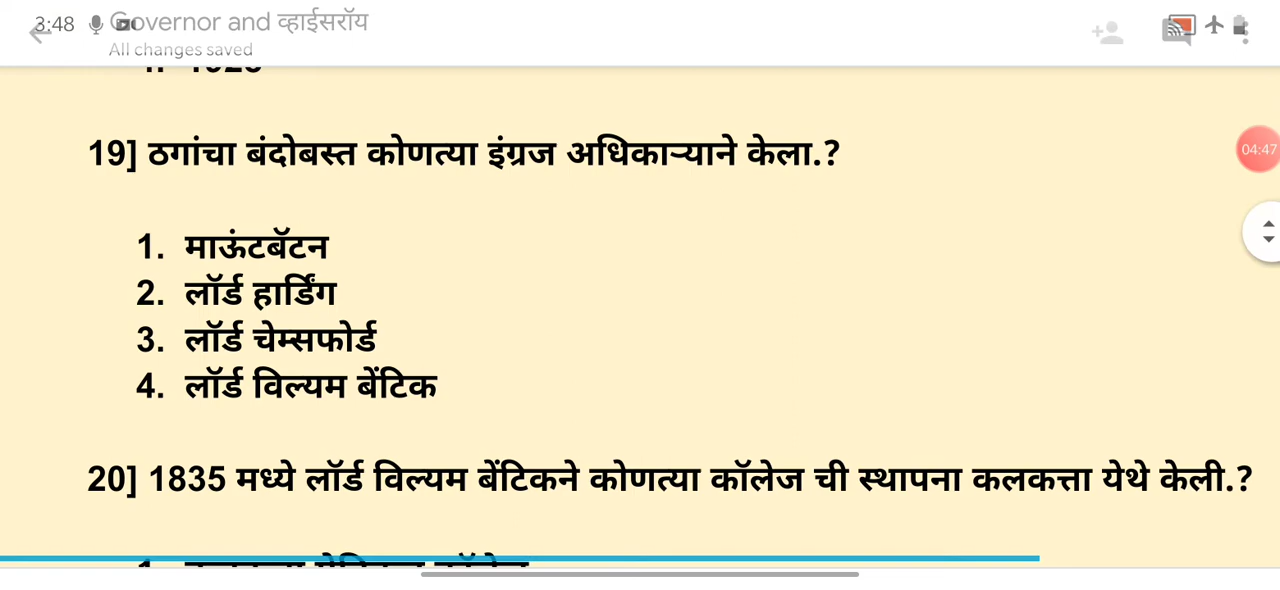 3:48 Governor and व्हाईसरॉय
All changes saved
04:47
19] ठगांचा बंदोबस्त कोणत्या इंग्रज अधिकाऱ्याने केला.?
1. माऊंटबॅटन
2. लॉर्ड हार्डिंग
3. लॉर्ड चेम्सफोर्ड
4. लॉर्ड विल्यम बेंटिक
20] 1835 मध्ये लॉर्ड विल्यम बेंटिकने कोणत्या कॉलेज ची स्थापना कलकत्ता येथे केली.?